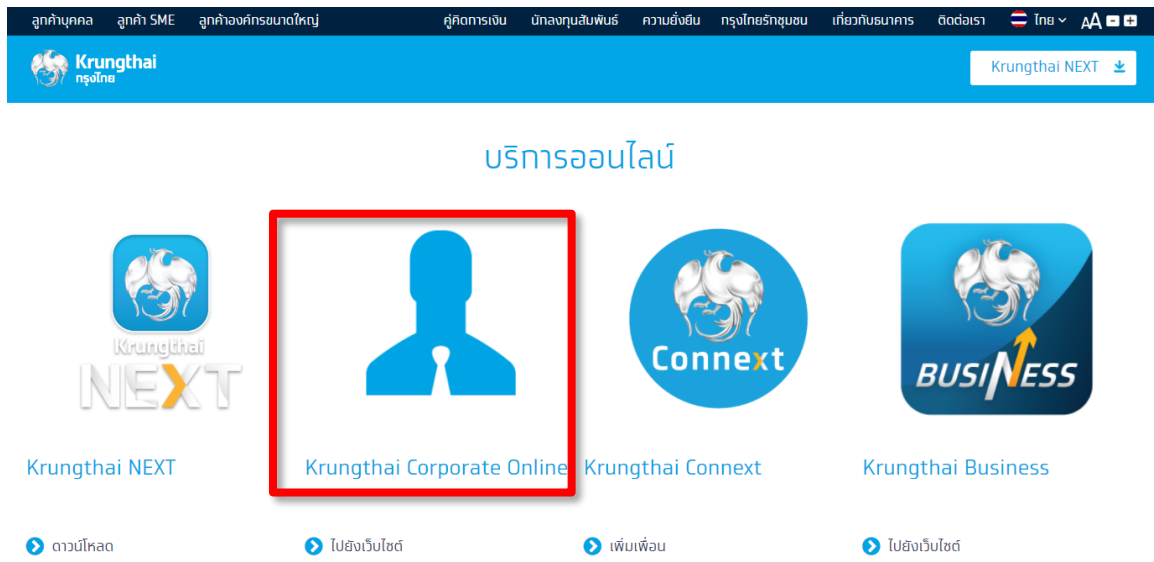 ลูกค้าบุคคล ลูกค้า SME ลูกค้าองค์กรขนาดใหญ่ คู่คิดการเงิน นักลงทุนสัมพันธ์ ความยั่งยืน กรุงไทยรักชุมชน เกี่ยวกับธนาคาร ติดต่อเรา ไทย AA - +
Krungthai
กรุงไทย
Krungthai NEXT
บริการออนไลน์
Krungthai
NEXT
Connext
BUSINESS
Krungthai NEXT Krungthai Corporate Online Krungthai Connext Krungthai Business
ดาวน์โหลด ไปยังเว็บไซต์ เพิ่มเพื่อน ไปยังเว็บไซต์